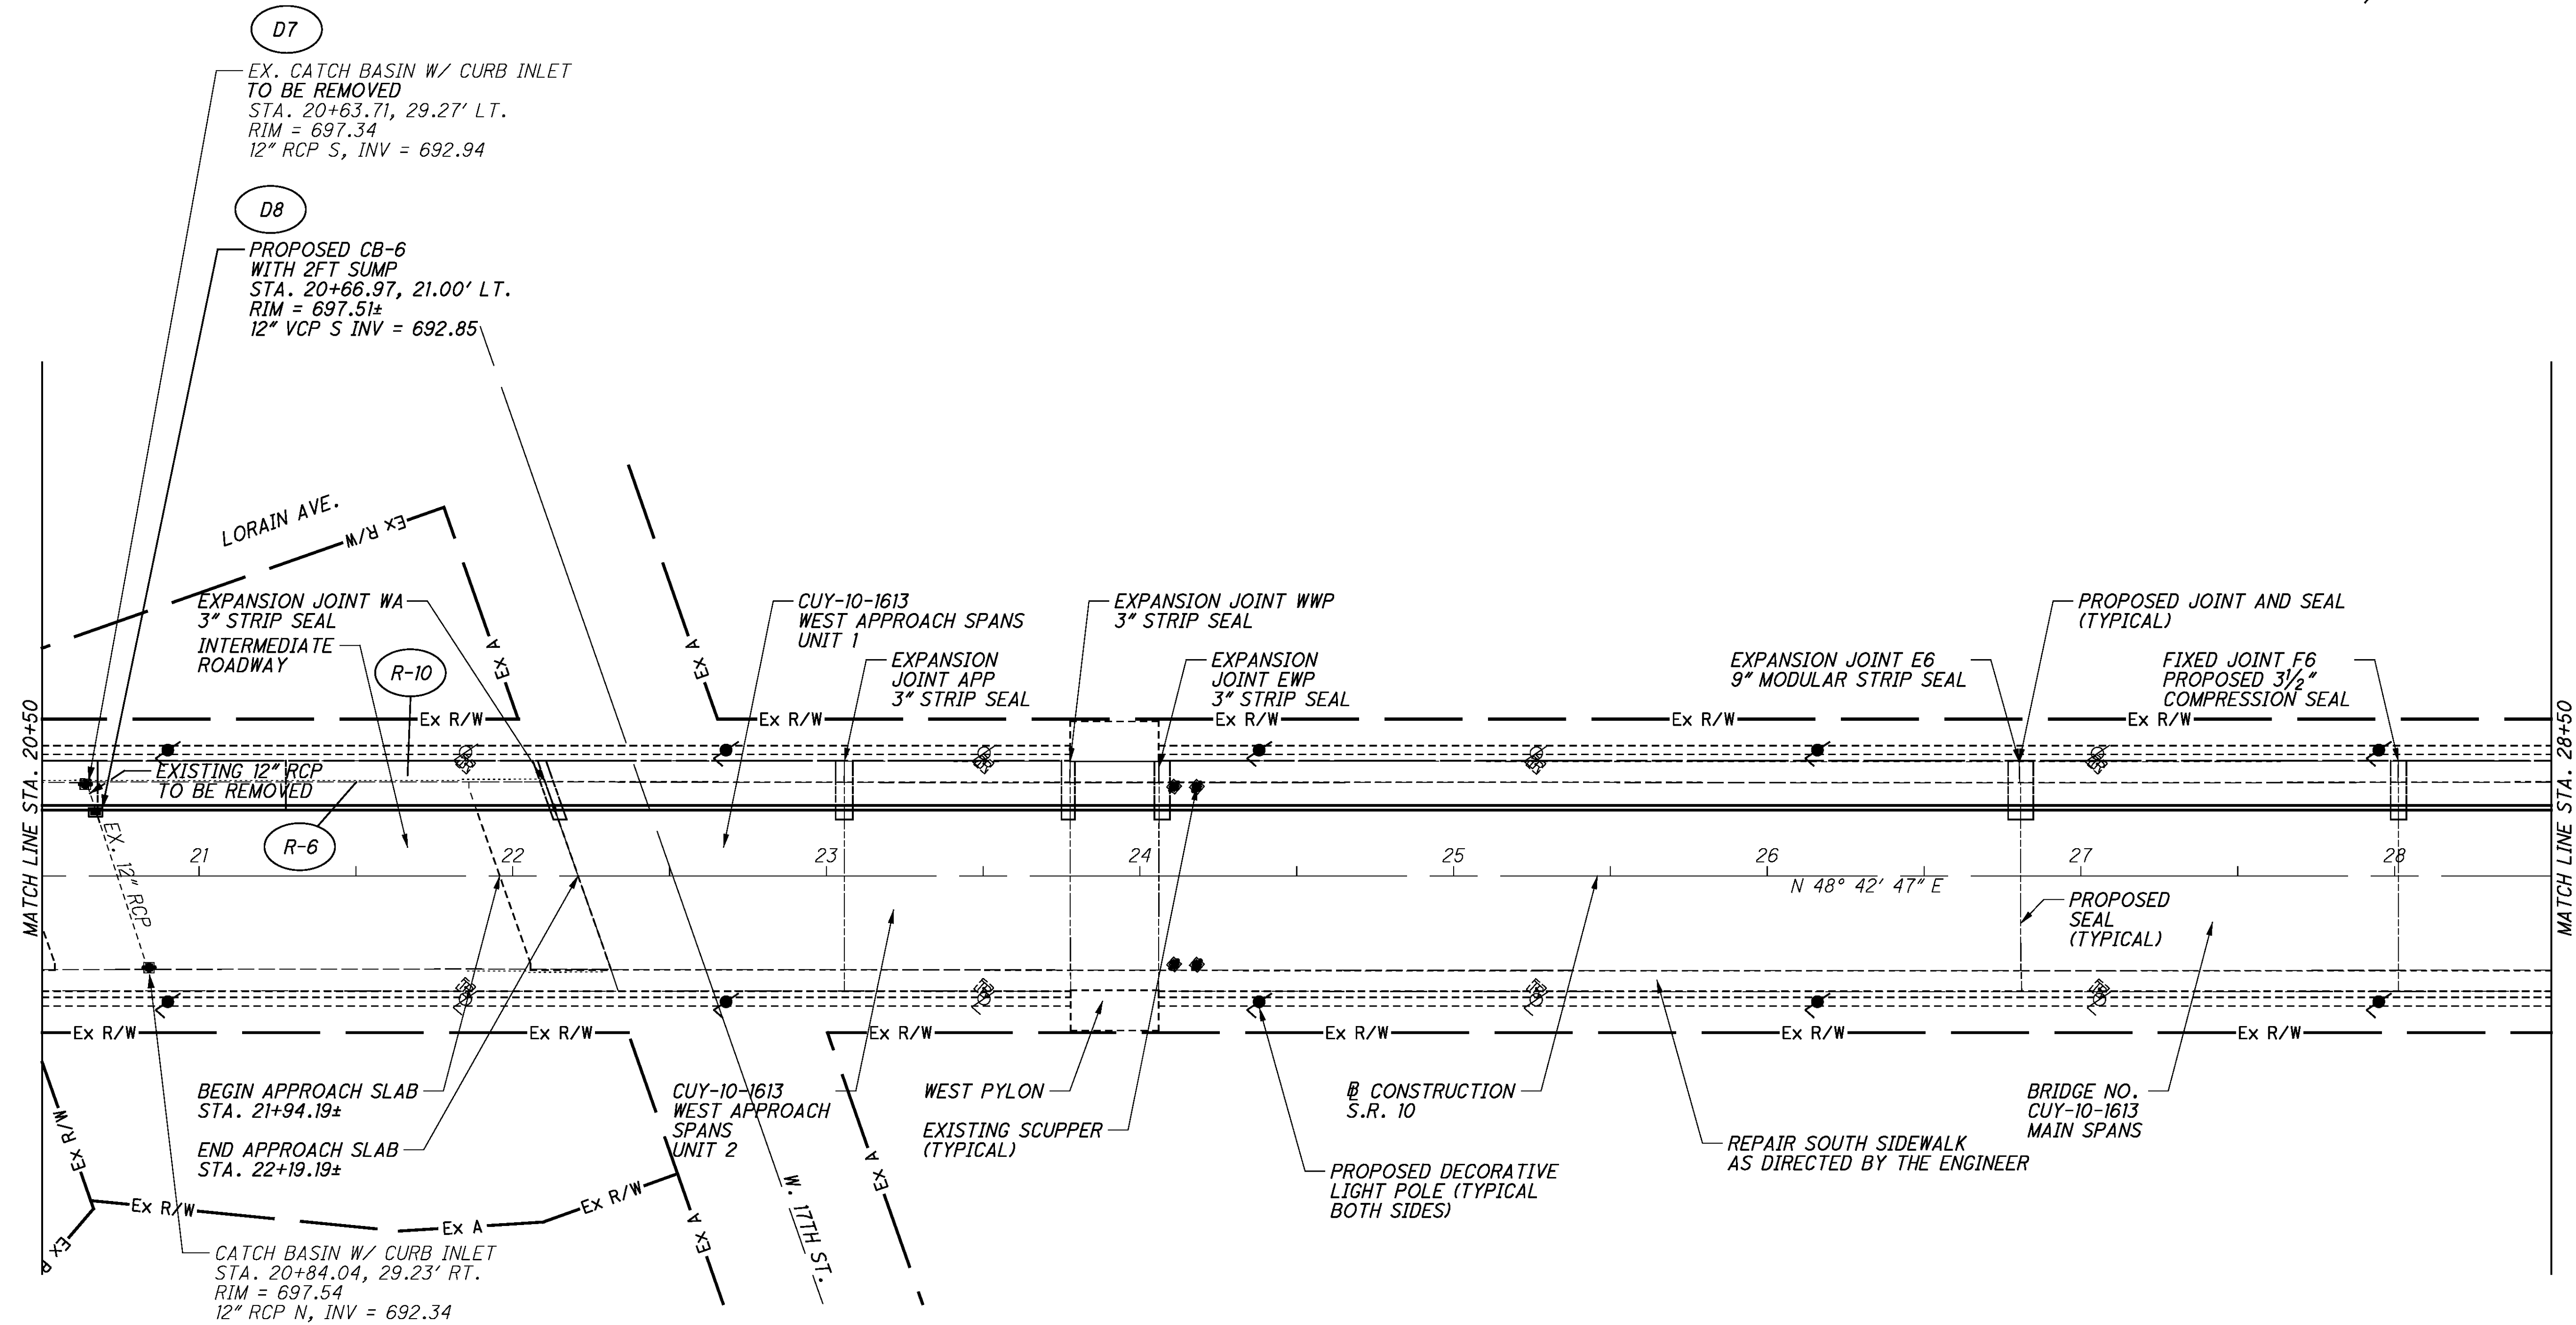 D7
EX. CATCH BASIN W/ CURB INLET
TO BE REMOVED
STA. 20+63.71, 29.27' LT.
RIM = 697.34
12" RCP S, INV = 692.94
D8
PROPOSED CB-6
WITH 2FT SUMP
STA. 20+66.97, 21.00' LT.
RIM = 697.51±
12" VCP S INV = 692.85
LORAIN AVE.
Ex R/W
EXPANSION JOINT WA
3" STRIP SEAL
INTERMEDIATE
ROADWAY
R-10
Ex A
Ex A
CUY-10-1613
WEST APPROACH SPANS
UNIT 1
EXPANSION
JOINT APP
3" STRIP SEAL
EXPANSION JOINT WWP
3" STRIP SEAL
EXPANSION
JOINT EWP
3" STRIP SEAL
EXPANSION JOINT E6
9" MODULAR STRIP SEAL
PROPOSED JOINT AND SEAL
(TYPICAL)
FIXED JOINT F6
PROPOSED 3½"
COMPRESSION SEAL
MATCH LINE STA. 20+50
Ex R/W
Ex R/W
Ex R/W
Ex R/W
Ex R/W
MATCH LINE STA. 28+50
EXISTING 12" RCP
TO BE REMOVED
EX. 12" RCP
R-6
21
22
23
24
25
26
27
28
N 48° 42' 47" E
PROPOSED
SEAL
(TYPICAL)
Ex R/W
Ex R/W
Ex R/W
Ex R/W
Ex R/W
Ex R/W
BEGIN APPROACH SLAB
STA. 21+94.19±
END APPROACH SLAB
STA. 22+19.19±
CUY-10-1613
WEST APPROACH
SPANS
UNIT 2
WEST PYLON
EXISTING SCUPPER
(TYPICAL)
BL CONSTRUCTION
S.R. 10
PROPOSED DECORATIVE
LIGHT POLE (TYPICAL
BOTH SIDES)
REPAIR SOUTH SIDEWALK
AS DIRECTED BY THE ENGINEER
BRIDGE NO.
CUY-10-1613
MAIN SPANS
Ex R/W
Ex R/W
Ex A
Ex R/W
Ex A
Ex A
W. 17TH ST.
Ex R
CATCH BASIN W/ CURB INLET
STA. 20+84.04, 29.23' RT.
RIM = 697.54
12" RCP N, INV = 692.34